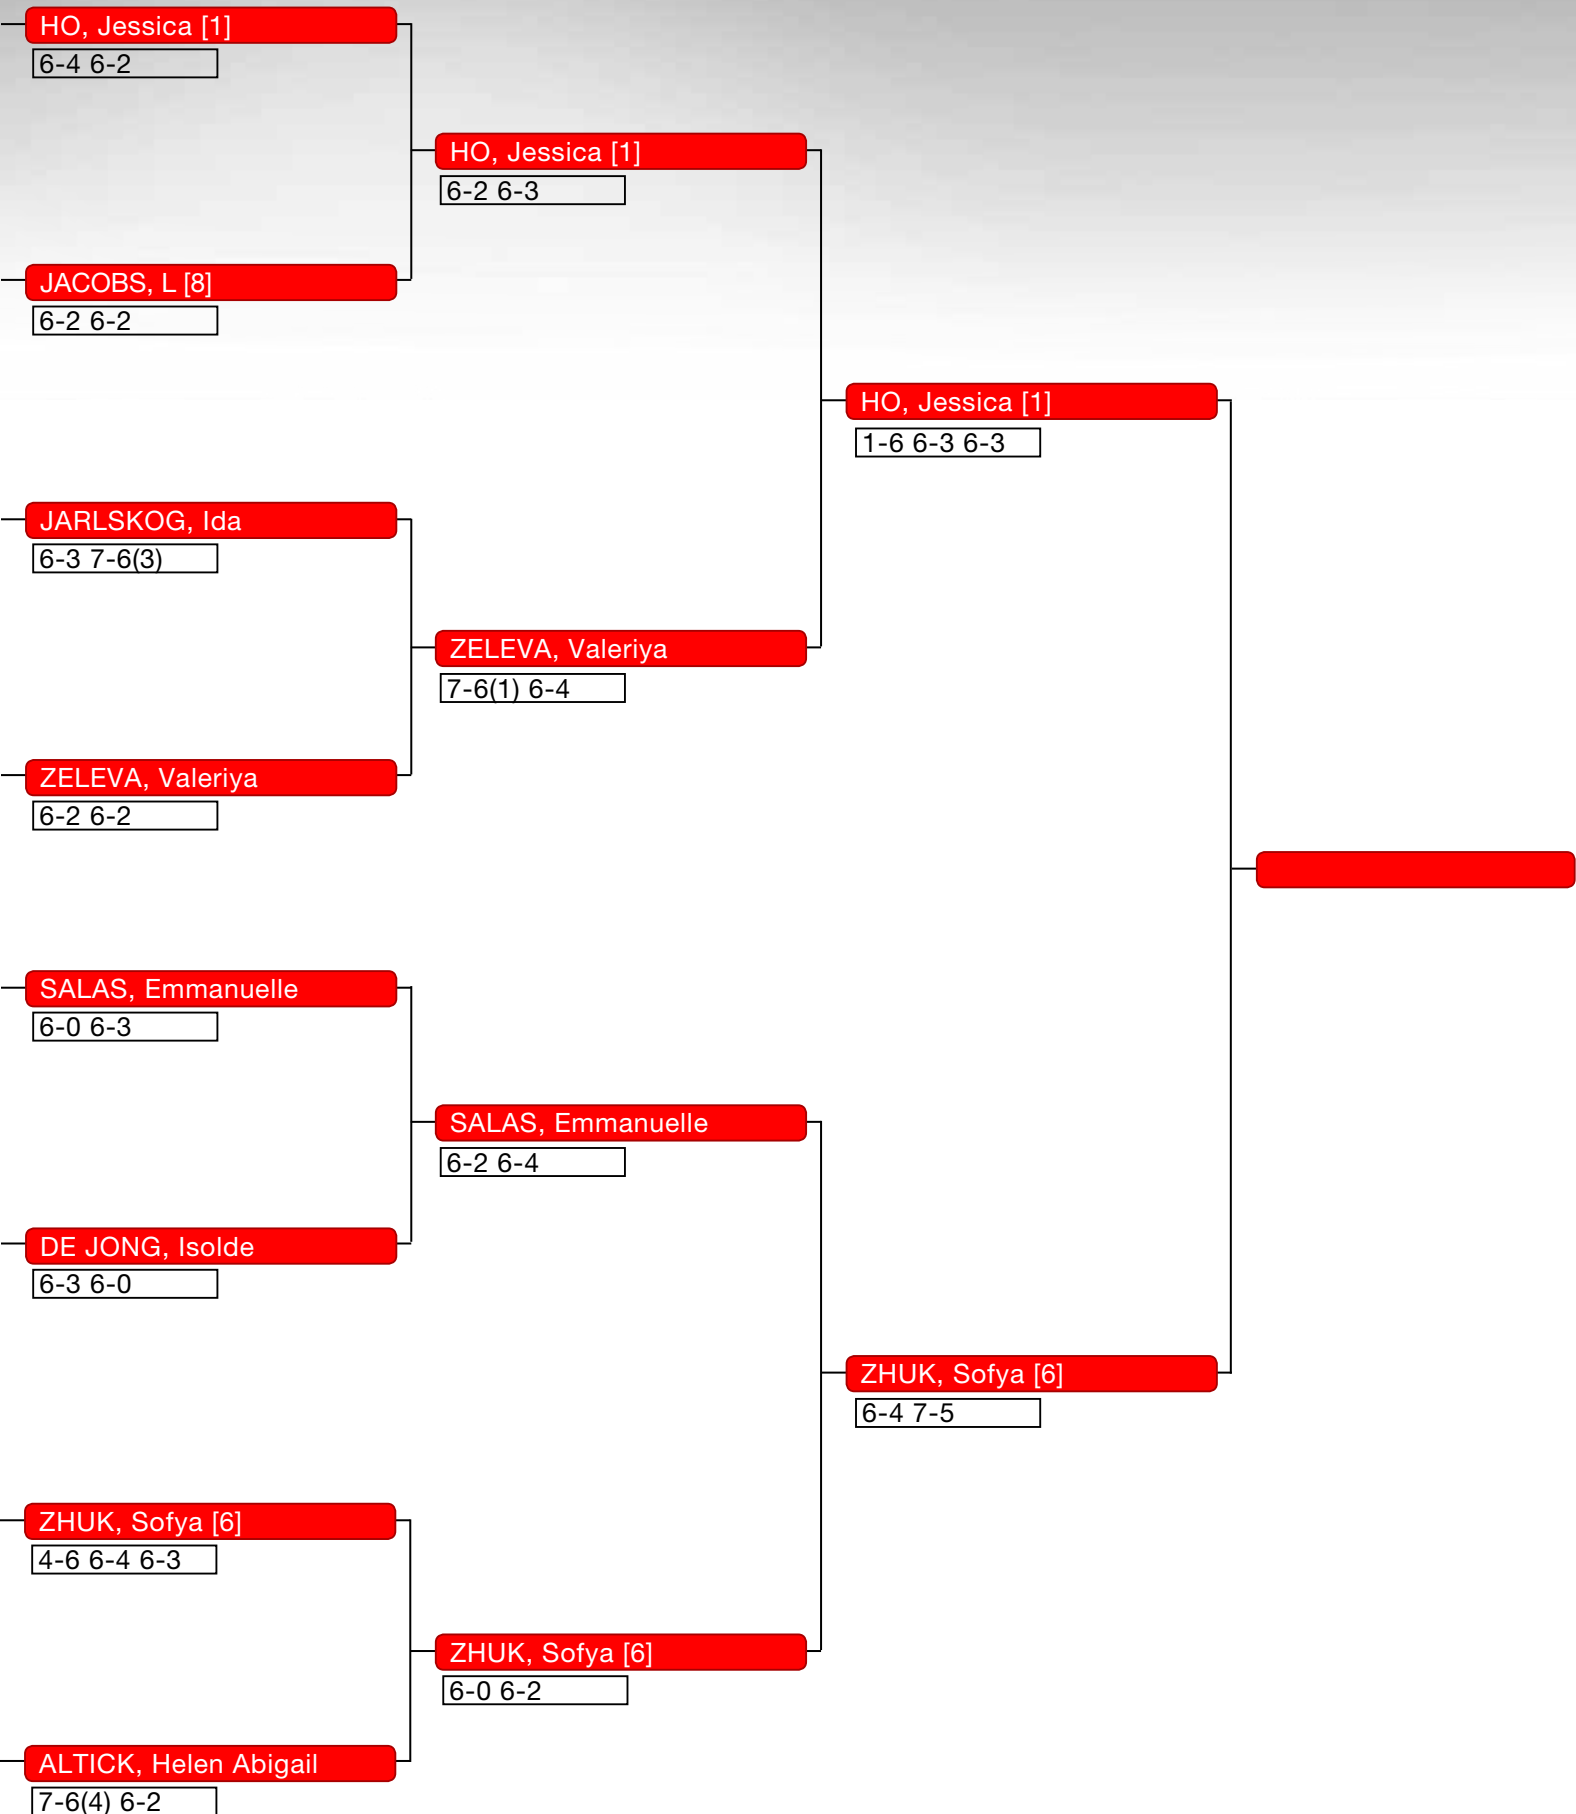 HO, Jessica [1]
6-4 6-2
HO, Jessica [1]
6-2 6-3
JACOBS, L [8]
6-2 6-2
HO, Jessica [1]
1-6 6-3 6-3
JARLSKOG, Ida
6-3 7-6(3)
ZELEVA, Valeriya
7-6(1) 6-4
ZELEVA, Valeriya
6-2 6-2
SALAS, Emmanuelle
6-0 6-3
SALAS, Emmanuelle
6-2 6-4
DE JONG, Isolde
6-3 6-0
ZHUK, Sofya [6]
6-4 7-5
ZHUK, Sofya [6]
4-6 6-4 6-3
ZHUK, Sofya [6]
6-0 6-2
ALTICK, Helen Abigail
7-6(4) 6-2